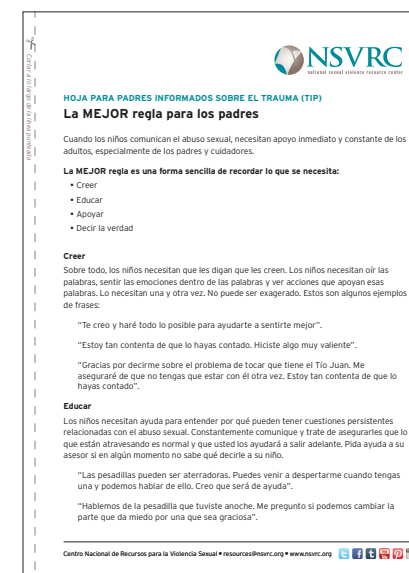 Cortar a lo largo de la línea punteada
NSVRC
national sexual violence resource center
HOJA PARA PADRES INFORMADOS SOBRE EL TRAUMA (TIP)
La MEJOR regla para los padres
Cuando los niños comunican el abuso sexual, necesitan apoyo inmediato y constante de los
adultos, especialmente de los padres y cuidadores.
La MEJOR regla es una forma sencilla de recordar lo que se necesita:
• Creer
• Educar
• Apoyar
• Decir la verdad
Creer
Sobre todo, los niños necesitan que les digan que les creen. Los niños necesitan oír las
palabras, sentir las emociones dentro de las palabras y ver acciones que apoyan esas
palabras. Lo necesitan una y otra vez. No puede ser exagerado. Estos son algunos ejemplos
de frases:
“Te creo y haré todo lo posible para ayudarte a sentirte mejor”.
“Estoy tan contenta de que lo hayas contado. Hiciste algo muy valiente”.
“Gracias por decirme sobre el problema de tocar que tiene el Tío Juan. Me
aseguraré de que no tengas que estar con él otra vez. Estoy tan contenta de que lo
hayas contado”.
Educar
Los niños necesitan ayuda para entender por qué pueden tener cuestiones persistentes
relacionadas con el abuso sexual. Constantemente comunique y trate de asegurarles que lo
que están atravesando es normal y que usted los ayudará a salir adelante. Pida ayuda a su
asesor si en algún momento no sabe qué decirle a su niño.
“Las pesadillas pueden ser aterradoras. Puedes venir a despertarme cuando tengas
una y podemos hablar de ello. Creo que será de ayuda”.
“Hablemos de la pesadilla que tuviste anoche. Me pregunto si podemos cambiar la
parte que da miedo por una que sea graciosa”.
Centro Nacional de Recursos para la Violencia Sexual • resources@nsvrc.org • www.nsvrc.org